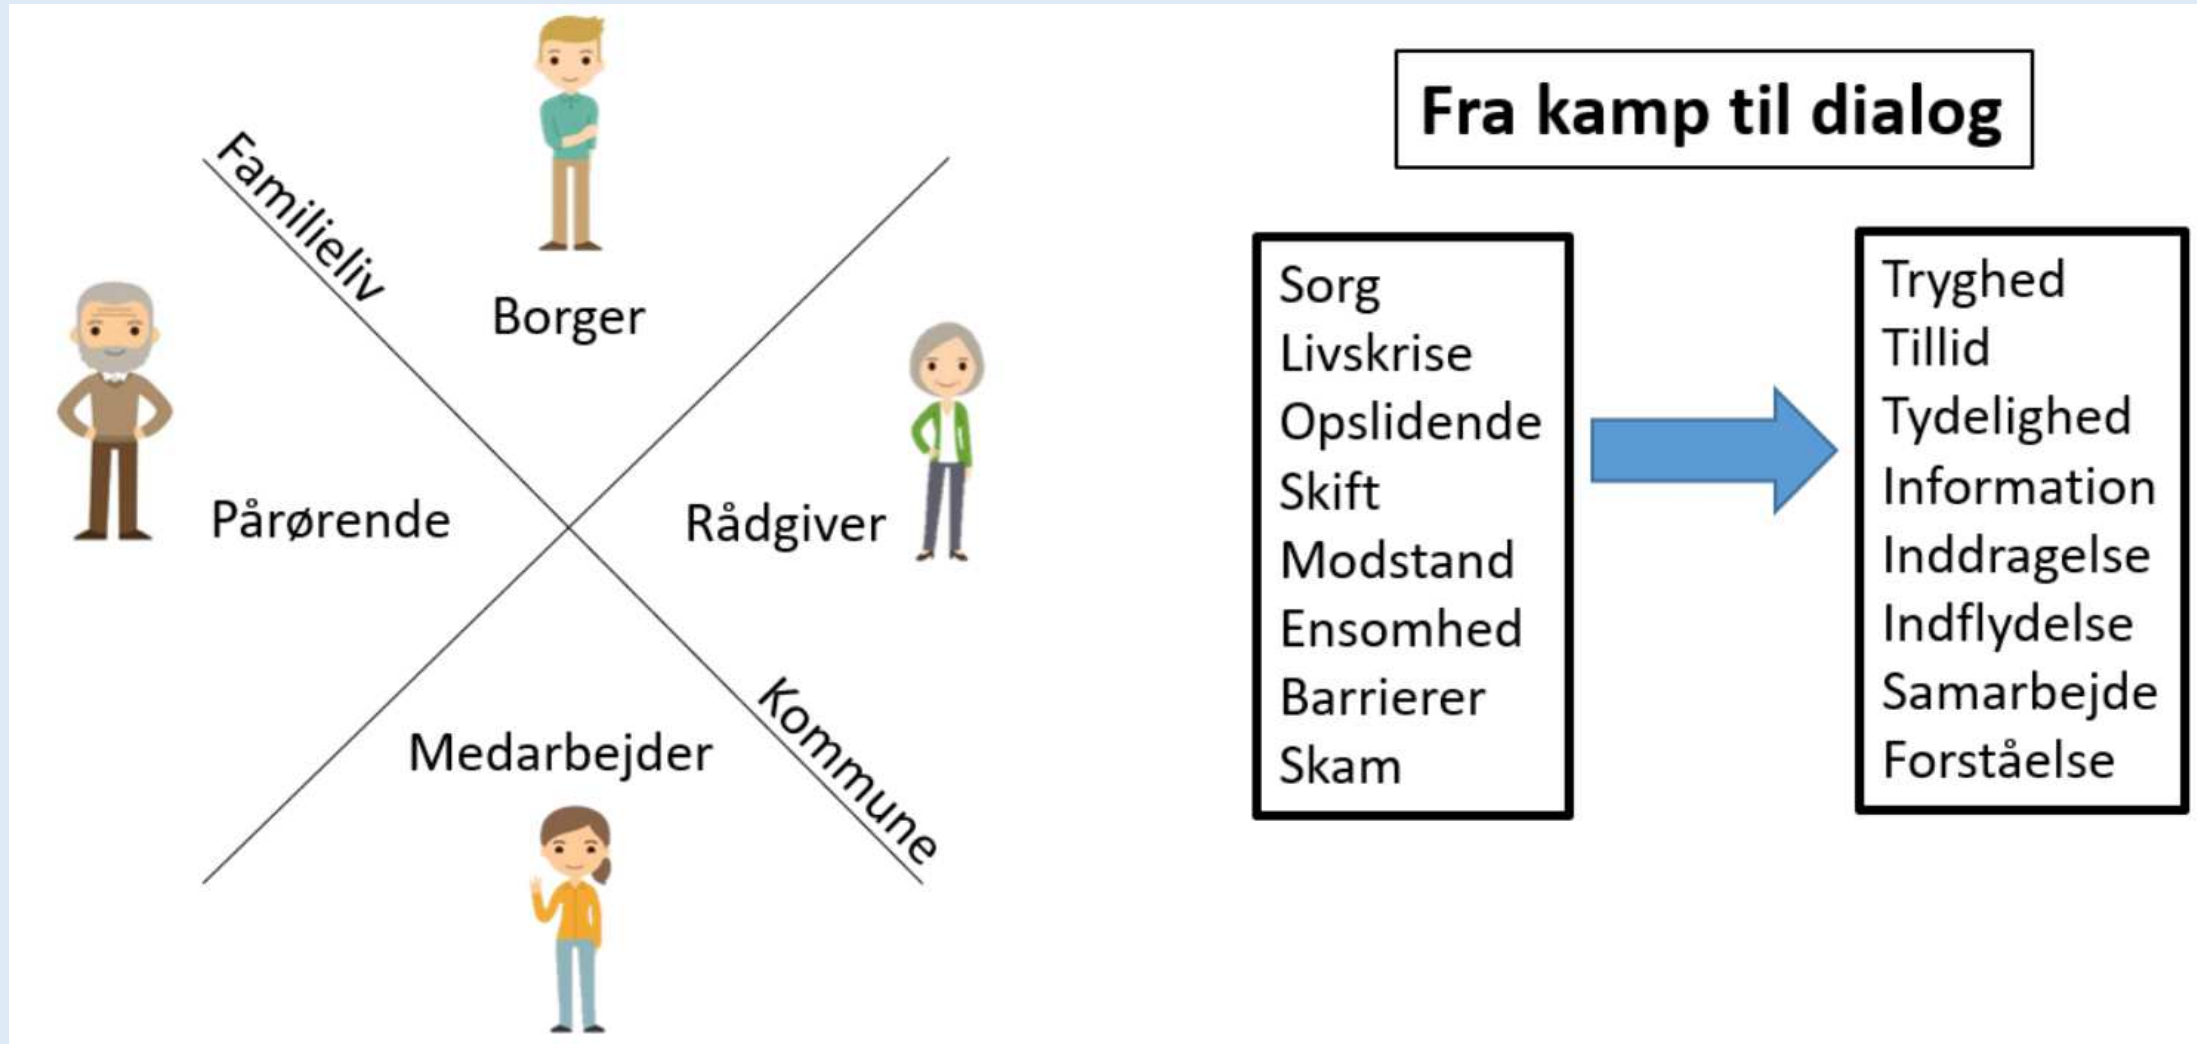 Familieliv
Borger
Pårørende
Rådgiver
Medarbejder
Kommune
Fra kamp til dialog
Sorg
Livskrise
Opslidende
Skift
Modstand
Ensomhed
Barrierer
Skam
Tryghed
Tillid
Tydelighed
Information
Inddragelse
Indflydelse
Samarbejde
Forståelse